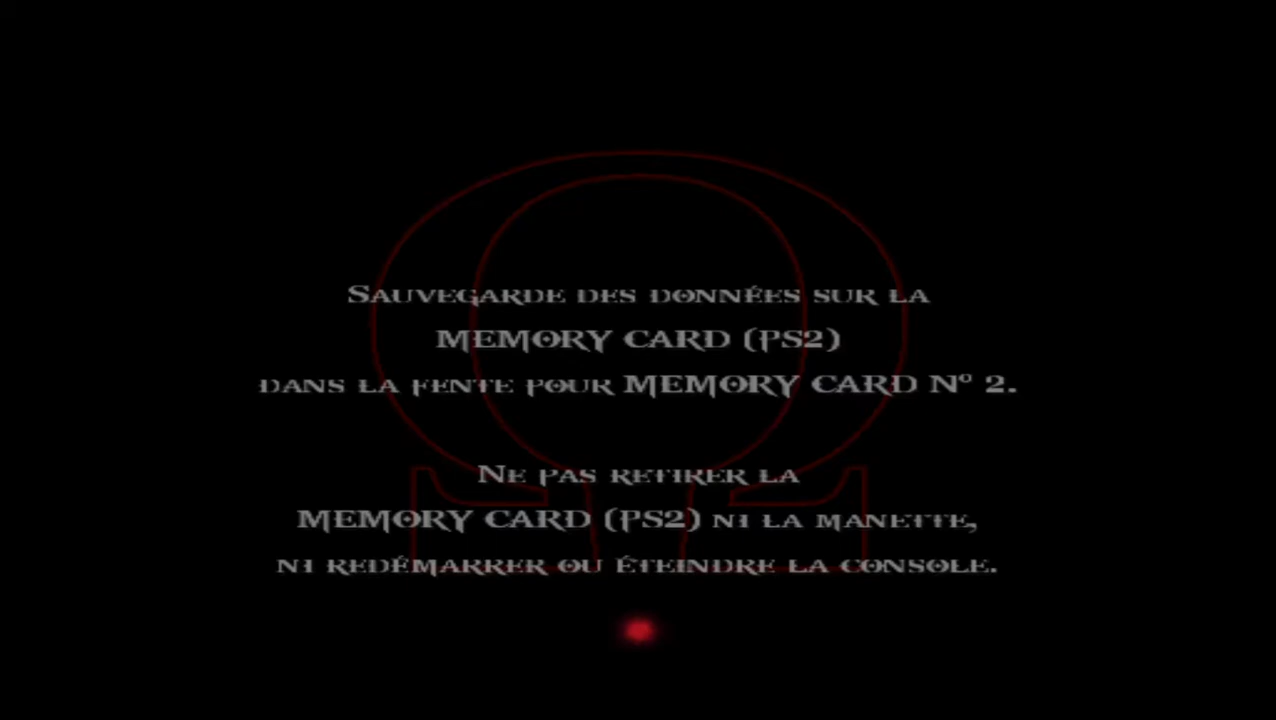 Sauvegarde des données sur la
MEMORY CARD (PS2)
dans la fente pour MEMORY CARD Nº 2.
Ne pas retirer la
MEMORY CARD (PS2) ni la manette,
ni redémarrer ou éteindre la console.